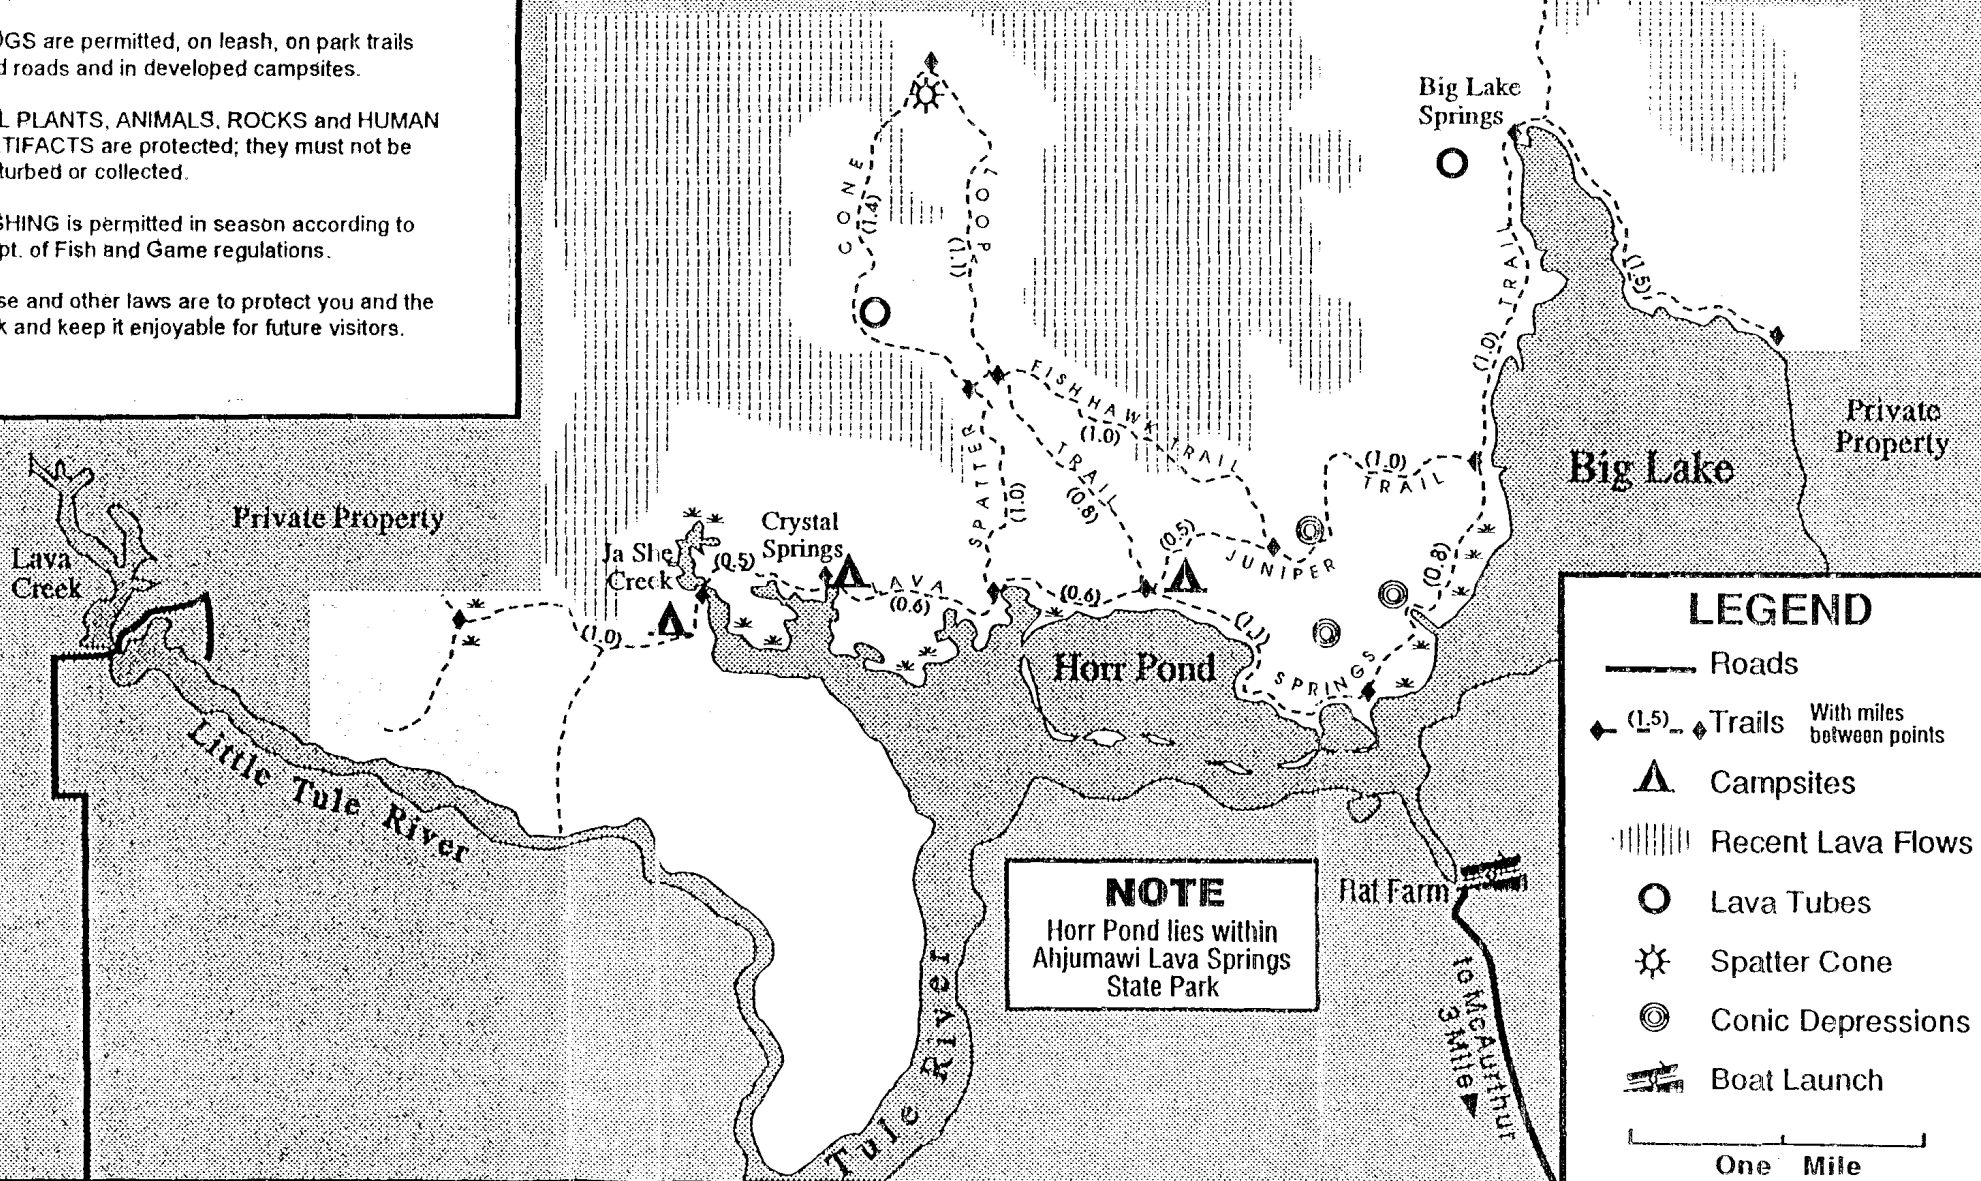 GS are permitted, on leash, on park trails
d roads and in developed campsites.
L PLANTS, ANIMALS, ROCKS and HUMAN
TIFACTS are protected; they must not be
turbed or collected.
SHING is permitted in season according to
pt. of Fish and Game regulations.
se and other laws are to protect you and the
k and keep it enjoyable for future visitors.
Big Lake
Springs
CONE
(1.4)
LOOP
(1.1)
(1.5)
TRAIL
(1.0)
FISH HAWK TRAIL
(1.0)
SPATTER
(1.0)
TRAIL
(0.8)
(1.0)
TRAIL
Big Lake
Private
Property
Private Property
Lava
Creek
Ja She
Creek
(0.5)
Crystal
Springs
LAVA
(0.6)
(0.6)
(0.5)
JUNIPER
(0.8)
(1.0)
(1.1)
SPRINGS
Horr Pond
Little Tule River
Tule River
NOTE
Horr Pond lies within
Ahjumawi Lava Springs
State Park
Rat Farm
to McAurthur
3 Mile
LEGEND
Roads
(1.5) Trails With miles
between points
Campsites
Recent Lava Flows
Lava Tubes
Spatter Cone
Conic Depressions
Boat Launch
One Mile